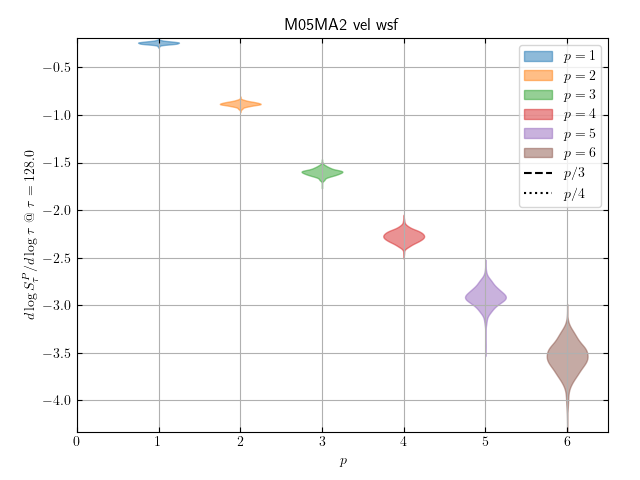 M05MA2 vel wsf
d log S_τ^P / d log τ @ τ = 128.0
−0.5
−1.0
−1.5
−2.0
−2.5
−3.0
−3.5
−4.0
p = 1
p = 2
p = 3
p = 4
p = 5
p = 6
p/3
p/4
0 1 2 3 4 5 6
p